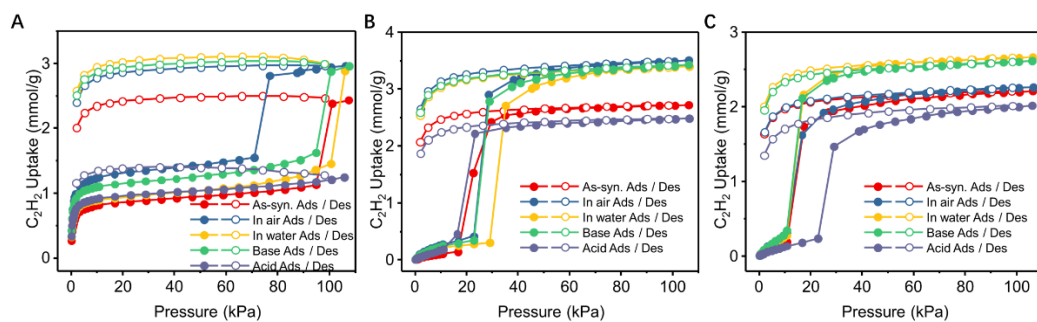 A
C₂H₂ Uptake (mmol/g)
4
3
2
1
0
As-syn. Ads / Des
In air Ads / Des
In water Ads / Des
Base Ads / Des
Acid Ads / Des
0 20 40 60 80 100
Pressure (kPa)
B
C₂H₂ Uptake (mmol/g)
4
3
2
1
0
As-syn. Ads / Des
In air Ads / Des
In water Ads / Des
Base Ads / Des
Acid Ads / Des
0 20 40 60 80 100
Pressure (kPa)
C
C₂H₂ Uptake (mmol/g)
3
2
1
0
As-syn. Ads / Des
In air Ads / Des
In water Ads / Des
Base Ads / Des
Acid Ads / Des
0 20 40 60 80 100
Pressure (kPa)